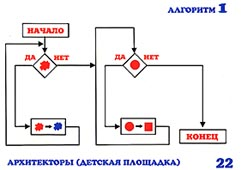 АЛГОРИТМ 1
НАЧАЛО
ДА НЕТ ДА НЕТ
КОНЕЦ
АРХИТЕКТОРЫ (ДЕТСКАЯ ПЛОЩАДКА) 22